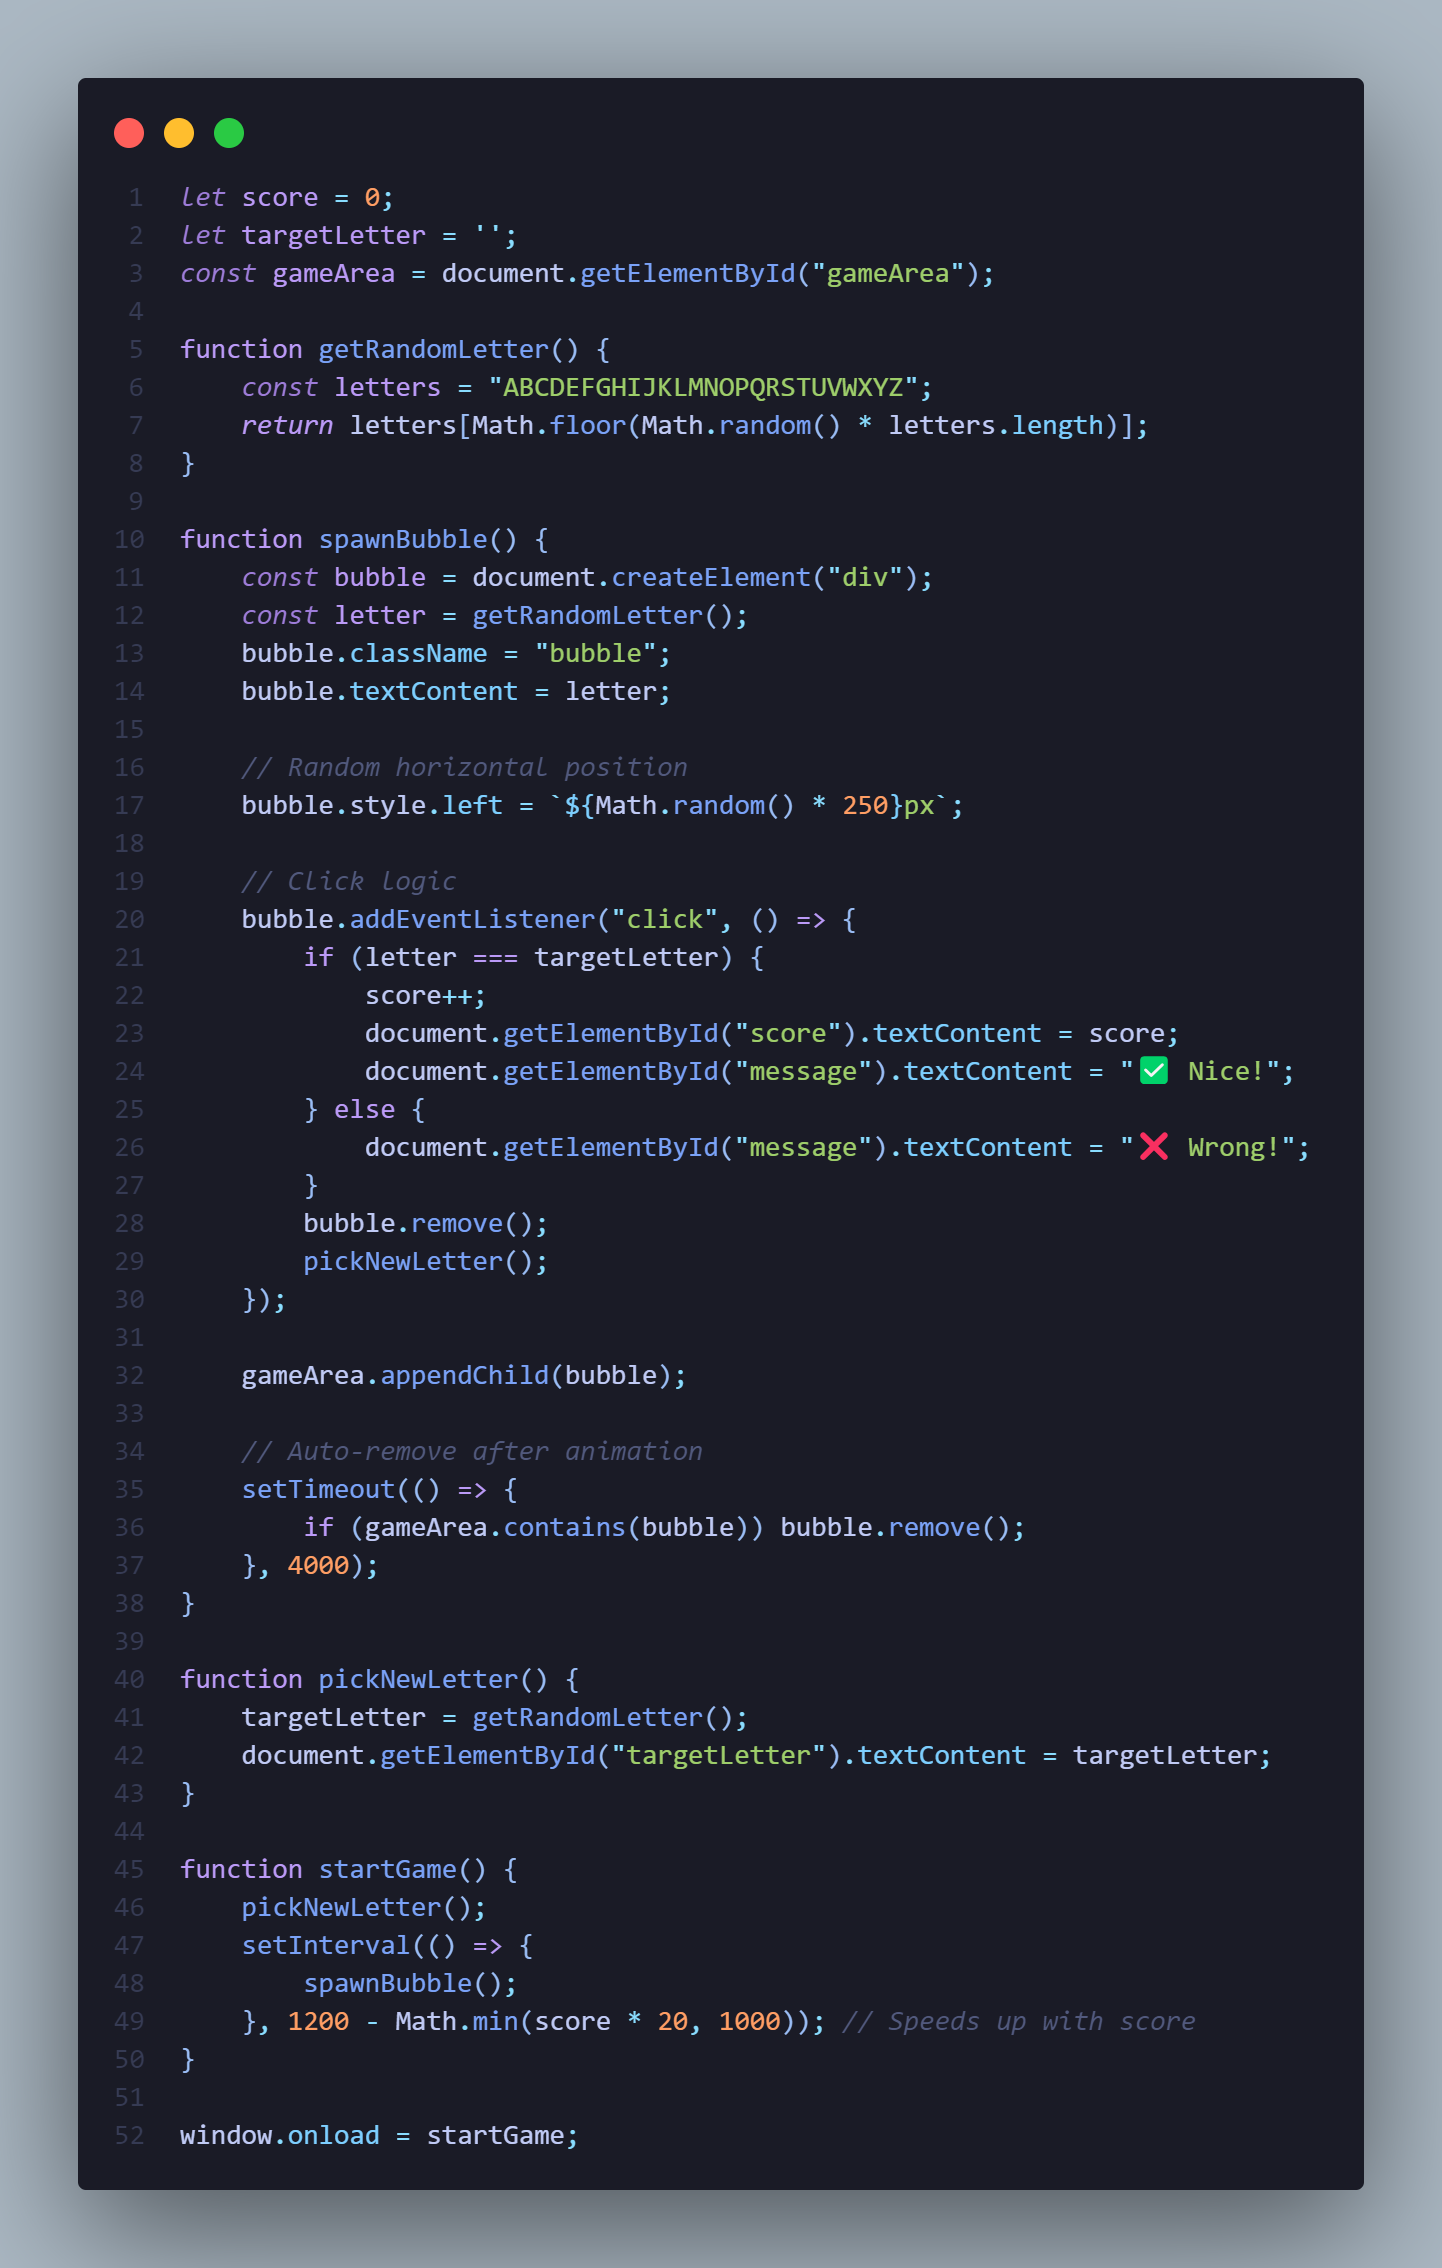 1 let score = 0;
2 let targetLetter = '';
3 const gameArea = document.getElementById("gameArea");
4
5 function getRandomLetter() {
6     const letters = "ABCDEFGHIJKLMNOPQRSTUVWXYZ";
7     return letters[Math.floor(Math.random() * letters.length)];
8 }
9
10 function spawnBubble() {
11     const bubble = document.createElement("div");
12     const letter = getRandomLetter();
13     bubble.className = "bubble";
14     bubble.textContent = letter;
15
16     // Random horizontal position
17     bubble.style.left = `${Math.random() * 250}px`;
18
19     // Click logic
20     bubble.addEventListener("click", () => {
21         if (letter === targetLetter) {
22             score++;
23             document.getElementById("score").textContent = score;
24             document.getElementById("message").textContent = "✅ Nice!";
25         } else {
26             document.getElementById("message").textContent = "❌ Wrong!";
27         }
28         bubble.remove();
29         pickNewLetter();
30     });
31
32     gameArea.appendChild(bubble);
33
34     // Auto-remove after animation
35     setTimeout(() => {
36         if (gameArea.contains(bubble)) bubble.remove();
37     }, 4000);
38 }
39
40 function pickNewLetter() {
41     targetLetter = getRandomLetter();
42     document.getElementById("targetLetter").textContent = targetLetter;
43 }
44
45 function startGame() {
46     pickNewLetter();
47     setInterval(() => {
48         spawnBubble();
49     }, 1200 - Math.min(score * 20, 1000)); // Speeds up with score
50 }
51
52 window.onload = startGame;